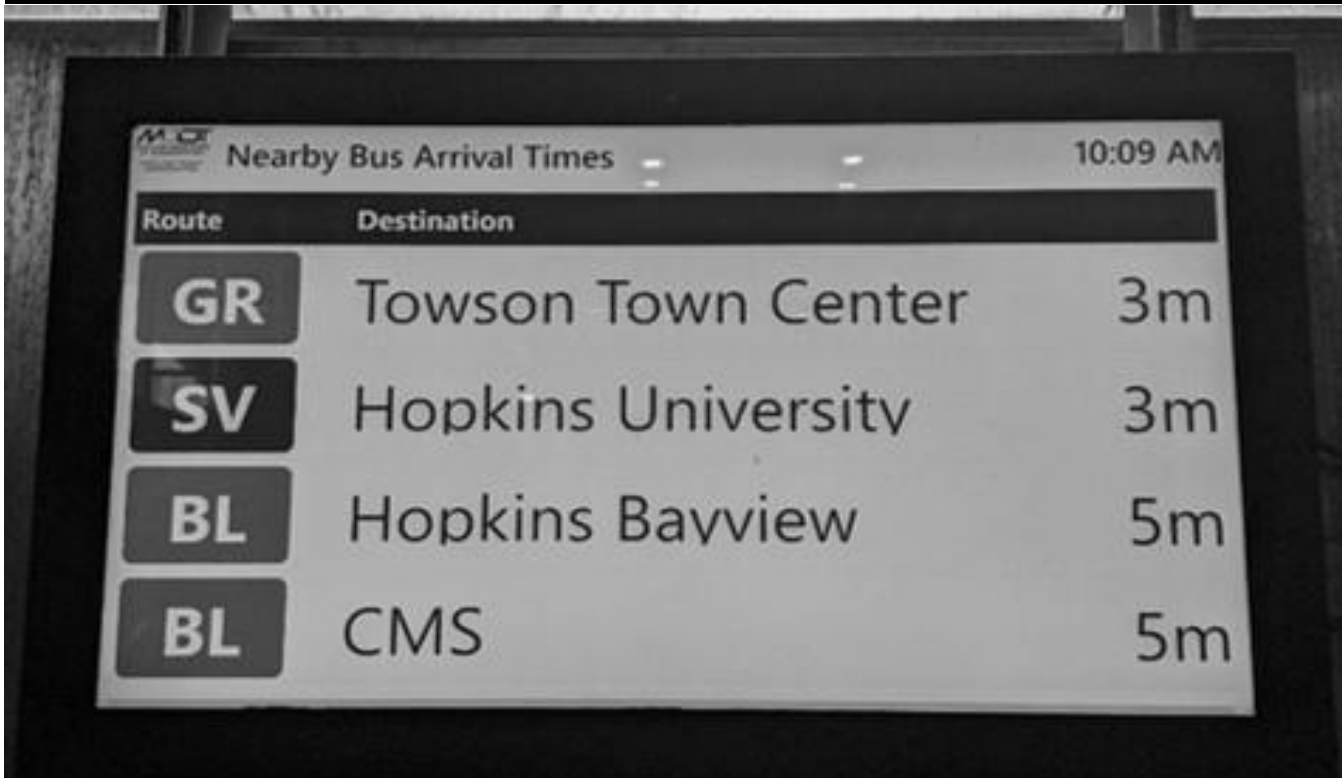 Nearby Bus Arrival Times 10:09 AM
Route Destination
GR Towson Town Center 3m
SV Hopkins University 3m
BL Hopkins Bayview 5m
BL CMS 5m